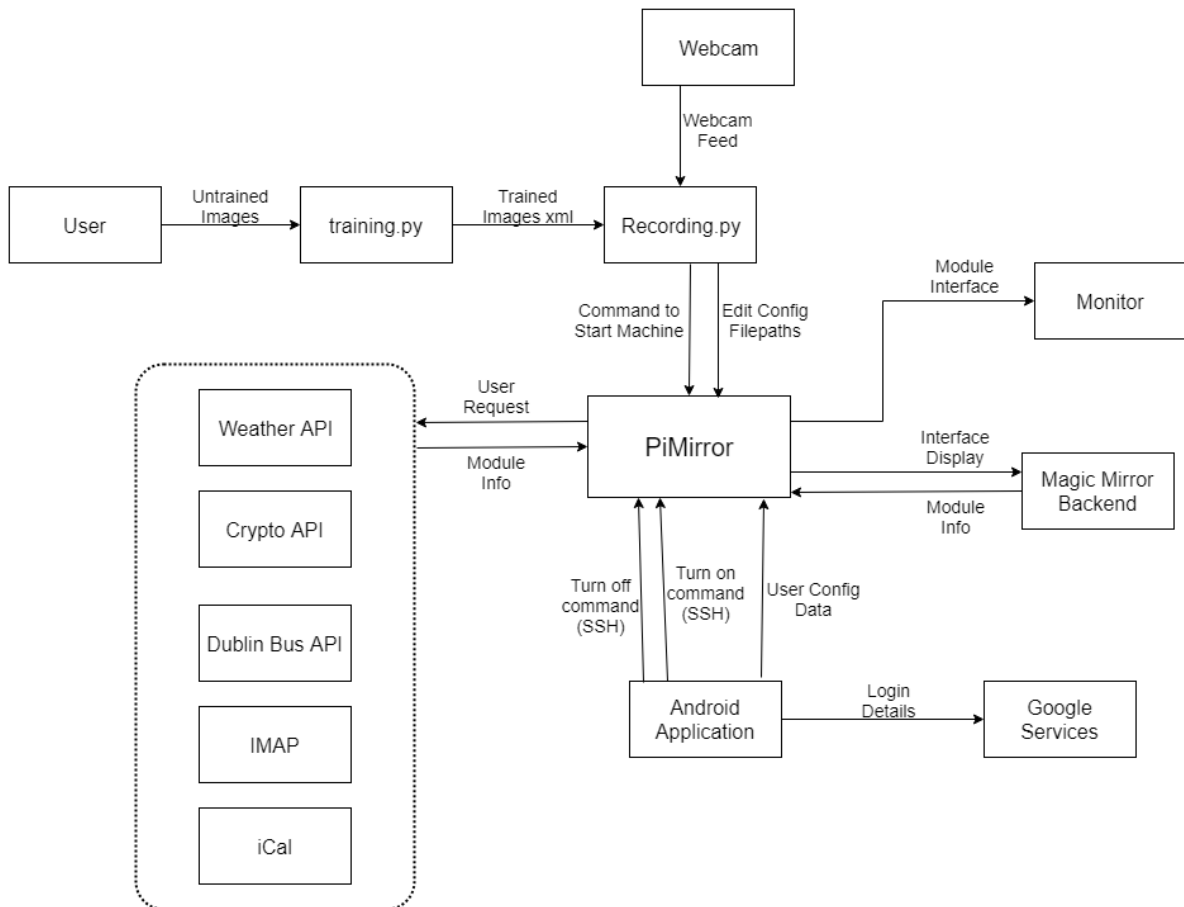 Webcam
Webcam
Feed
User
Untrained
Images
training.py
Trained
Images xml
Recording.py
Command to
Start Machine
Edit Config
Filepaths
Module
Interface
Monitor
Weather API
Crypto API
Dublin Bus API
IMAP
iCal
User
Request
Module
Info
PiMirror
Interface
Display
Module
Info
Magic Mirror
Backend
Turn off
command
(SSH)
Turn on
command
(SSH)
User Config
Data
Android
Application
Login
Details
Google
Services